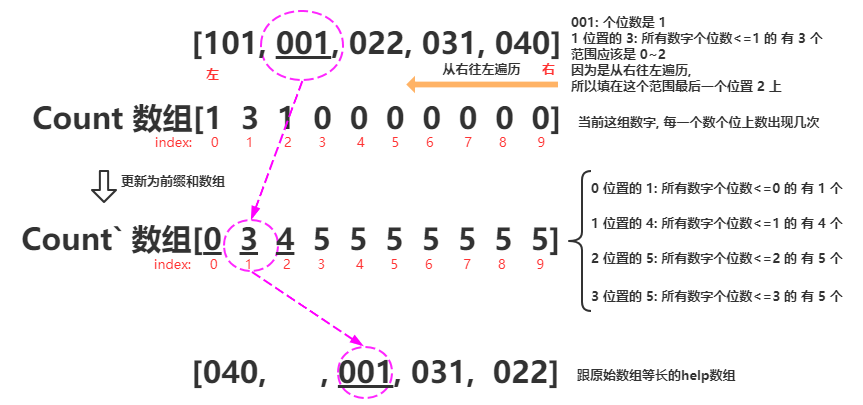 [101, 001, 022, 031, 040]
左
从右往左遍历
右
001: 个位数是 1
1 位置的 3: 所有数字个位数<=1 的 有 3 个
范围应该是 0~2
因为是从右往左遍历,
所以填在这个范围最后一个位置 2 上
Count 数组[1 3 1 0 0 0 0 0 0 0]
index: 0 1 2 3 4 5 6 7 8 9
当前这组数字, 每一个数个位上数出现几次
更新为前缀和数组
Count` 数组[0 3 4 5 5 5 5 5 5 5]
index: 0 1 2 3 4 5 6 7 8 9
0 位置的 1: 所有数字个位数<=0 的 有 1 个
1 位置的 4: 所有数字个位数<=1 的 有 4 个
2 位置的 5: 所有数字个位数<=2 的 有 5 个
3 位置的 5: 所有数字个位数<=3 的 有 5 个
[040, , 001, 031, 022]
跟原始数组等长的help数组